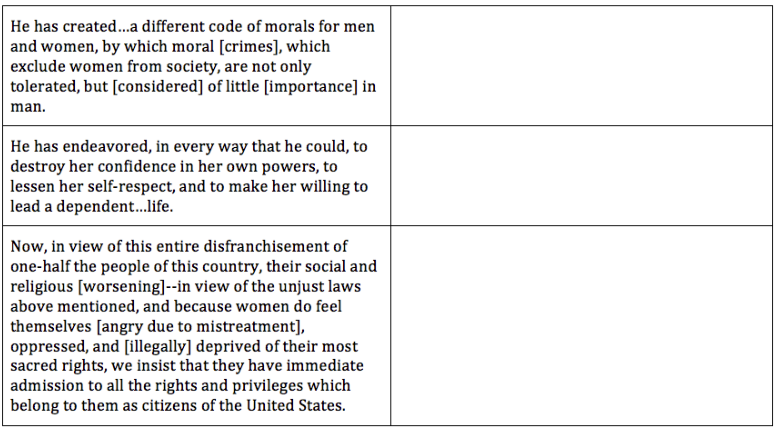 He has created…a different code of morals for men
and women, by which moral [crimes], which
exclude women from society, are not only
tolerated, but [considered] of little [importance] in
man.
He has endeavored, in every way that he could, to
destroy her confidence in her own powers, to
lessen her self-respect, and to make her willing to
lead a dependent…life.
Now, in view of this entire disfranchisement of
one-half the people of this country, their social and
religious [worsening]--in view of the unjust laws
above mentioned, and because women do feel
themselves [angry due to mistreatment],
oppressed, and [illegally] deprived of their most
sacred rights, we insist that they have immediate
admission to all the rights and privileges which
belong to them as citizens of the United States.